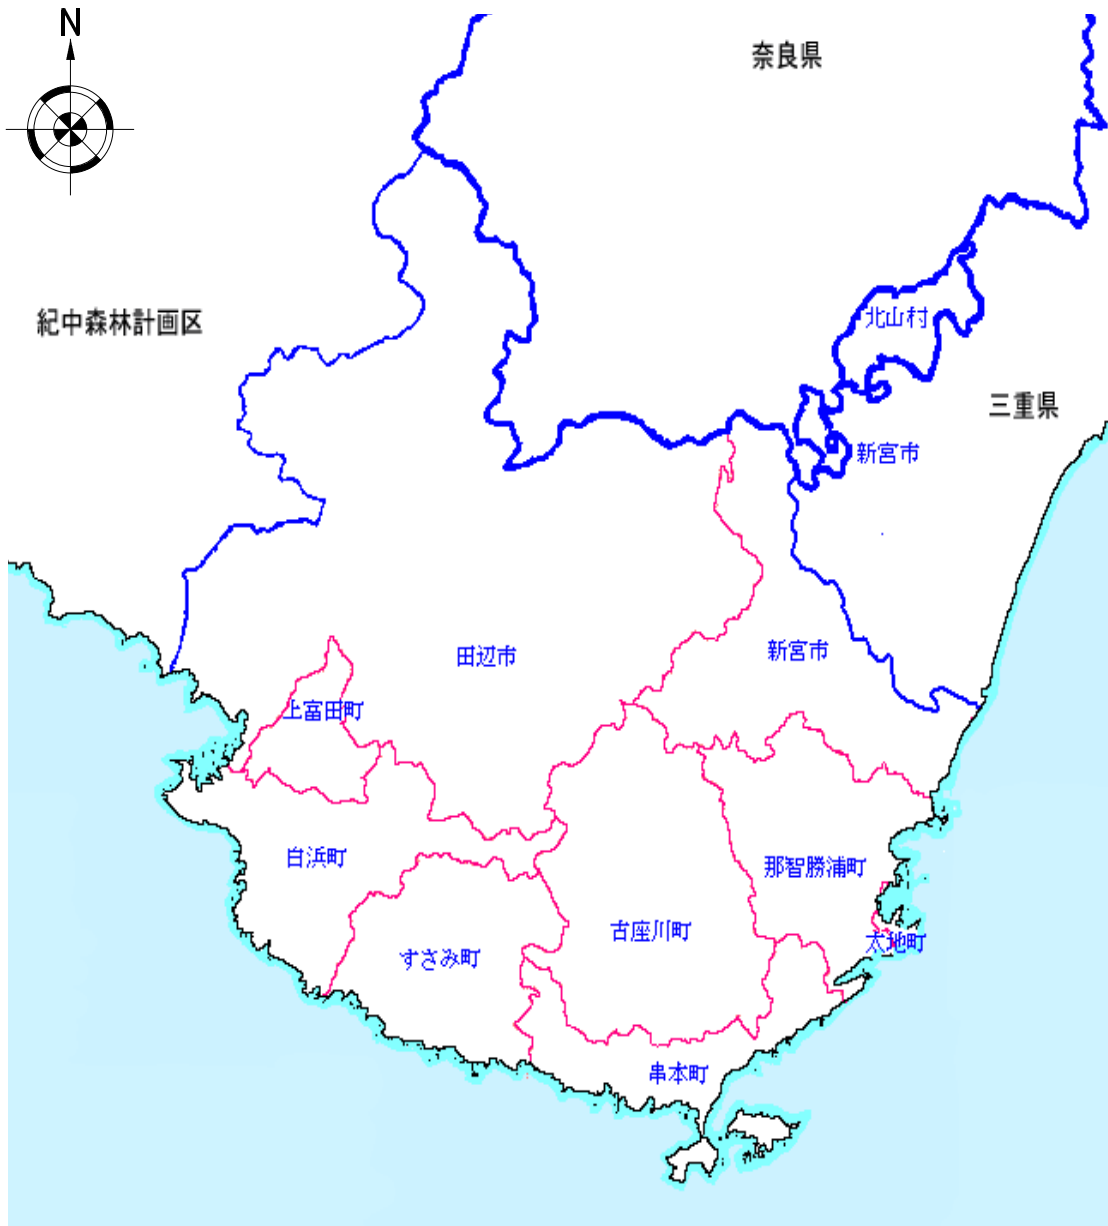 N
奈良県
紀中森林計画区
北山村
三重県
新宮市
田辺市
新宮市
上富田町
白浜町
那智勝浦町
古座川町
太地町
すさみ町
串本町